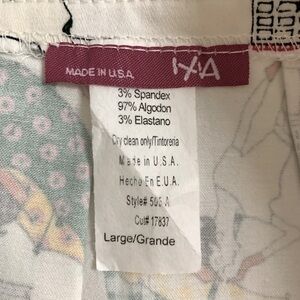 MADE IN U.S.A.
IXIA
3% Spandex
97% Algodon
3% Elastano
Dry clean only/Tintoreria
Made in U.S.A.
Hecho En E.U.A.
Style# 505 A
Cut# 17837
Large/Grande